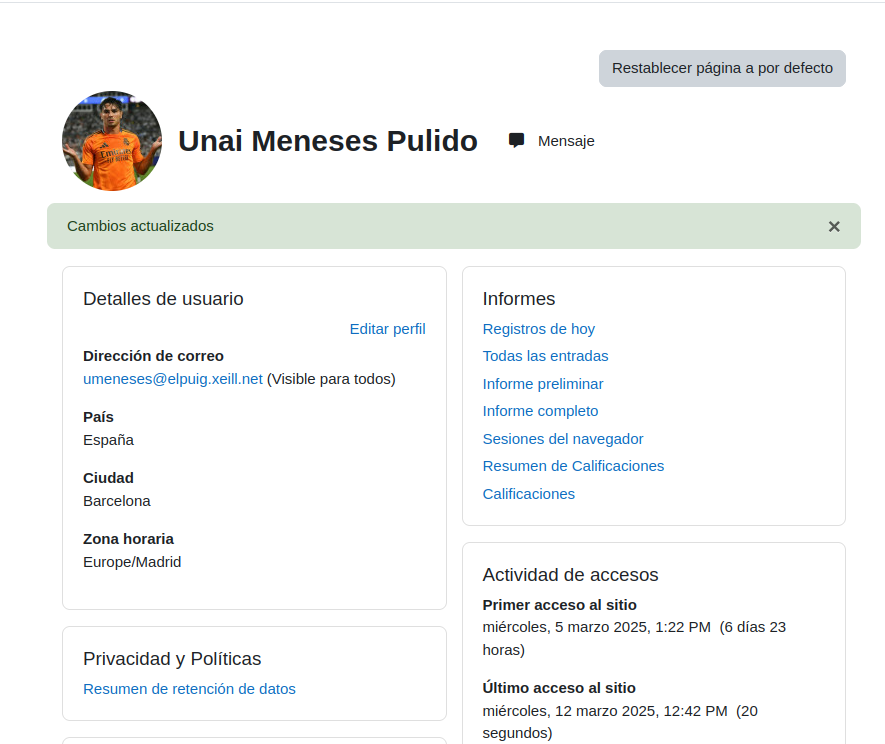 Restablecer página a por defecto
Unai Meneses Pulido
Mensaje
Cambios actualizados
×
Detalles de usuario
Editar perfil
Dirección de correo
umeneses@elpuig.xeill.net (Visible para todos)
País
España
Ciudad
Barcelona
Zona horaria
Europe/Madrid
Privacidad y Políticas
Resumen de retención de datos
Informes
Registros de hoy
Todas las entradas
Informe preliminar
Informe completo
Sesiones del navegador
Resumen de Calificaciones
Calificaciones
Actividad de accesos
Primer acceso al sitio
miércoles, 5 marzo 2025, 1:22 PM  (6 días 23
horas)
Último acceso al sitio
miércoles, 12 marzo 2025, 12:42 PM  (20
segundos)